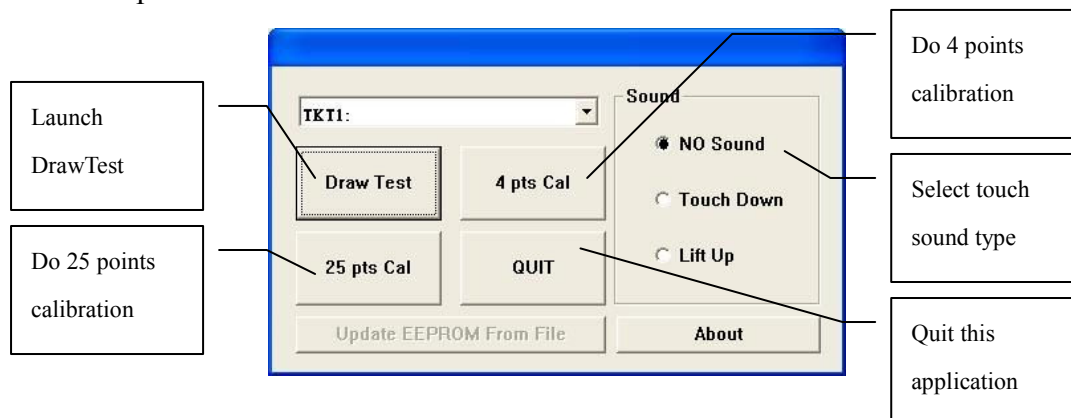 Launch
DrawTest
Do 25 points
calibration
TKT1:
Draw Test
4 pts Cal
25 pts Cal
QUIT
Update EEPROM From File
Sound
NO Sound
Touch Down
Lift Up
About
Do 4 points
calibration
Select touch
sound type
Quit this
application